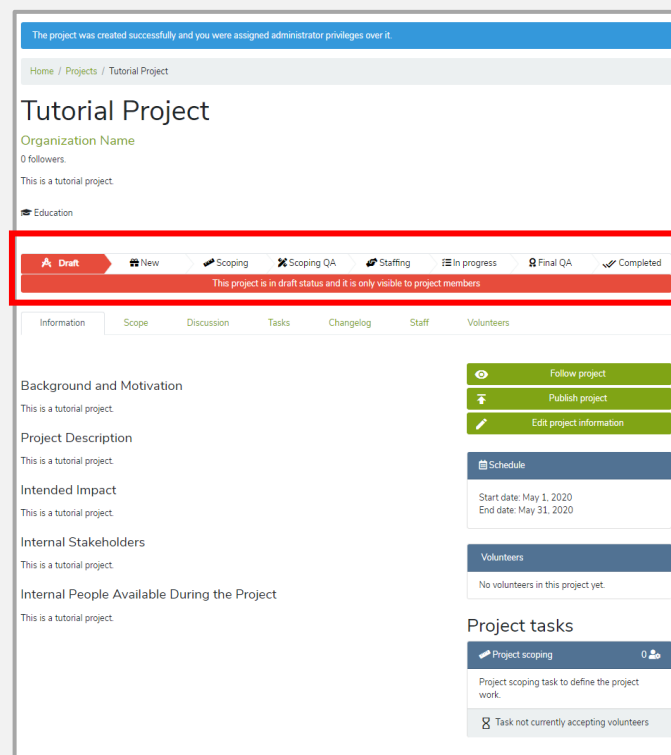 The project was created successfully and you were assigned administrator privileges over it.
Home / Projects / Tutorial Project
Tutorial Project
Organization Name
0 followers.
This is a tutorial project.
Education
Draft New Scoping Scoping QA Staffing In progress Final QA Completed
This project is in draft status and it is only visible to project members
Information Scope Discussion Tasks Changelog Staff Volunteers
Background and Motivation
This is a tutorial project.
Project Description
This is a tutorial project.
Intended Impact
This is a tutorial project.
Internal Stakeholders
This is a tutorial project.
Internal People Available During the Project
This is a tutorial project.
Follow project
Publish project
Edit project information
Schedule
Start date: May 1, 2020
End date: May 31, 2020
Volunteers
No volunteers in this project yet.
Project tasks
Project scoping 0
Project scoping task to define the project
work.
Task not currently accepting volunteers